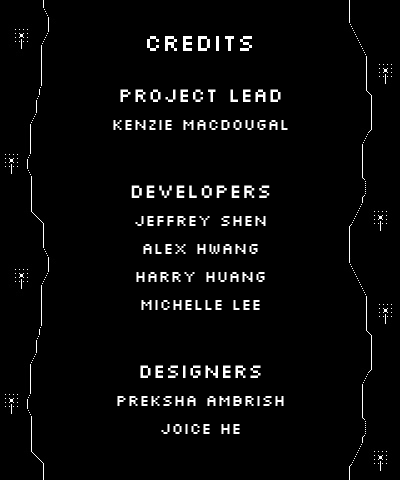 CREDITS
PROJECT LEAD
KENZIE MACDOUGAL
DEVELOPERS
JEFFREY SHEN
ALEX HWANG
HARRY HUANG
MICHELLE LEE
DESIGNERS
PREKSHA AMBRISH
JOICE HE